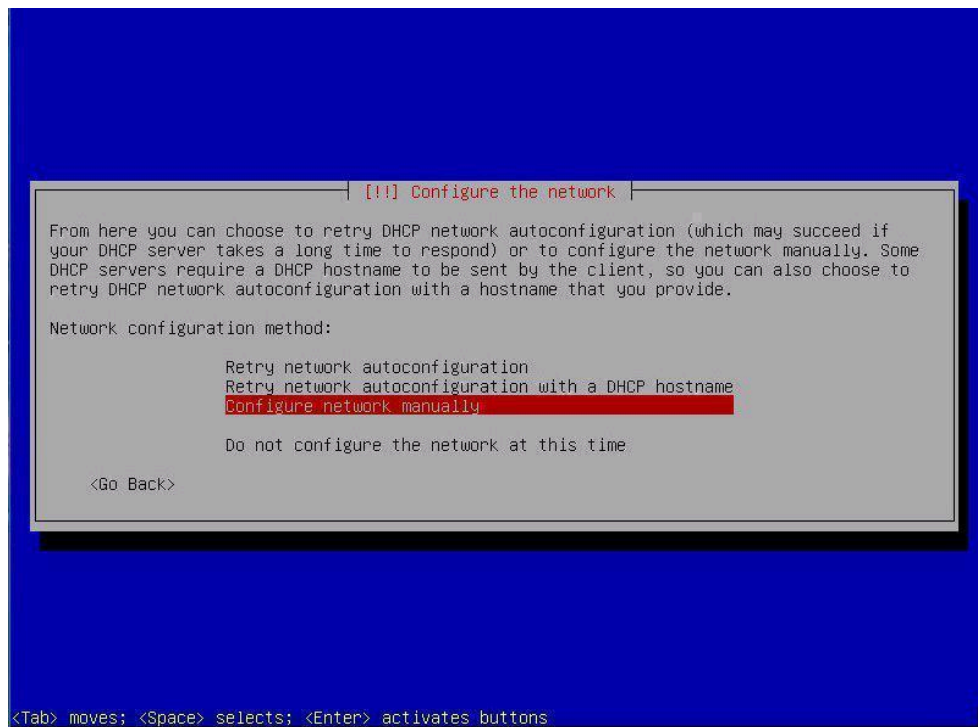 [!!] Configure the network
From here you can choose to retry DHCP network autoconfiguration (which may succeed if
your DHCP server takes a long time to respond) or to configure the network manually. Some
DHCP servers require a DHCP hostname to be sent by the client, so you can also choose to
retry DHCP network autoconfiguration with a hostname that you provide.
Network configuration method:
Retry network autoconfiguration
Retry network autoconfiguration with a DHCP hostname
Configure network manually
Do not configure the network at this time
<Go Back>
<Tab> moves; <Space> selects; <Enter> activates buttons